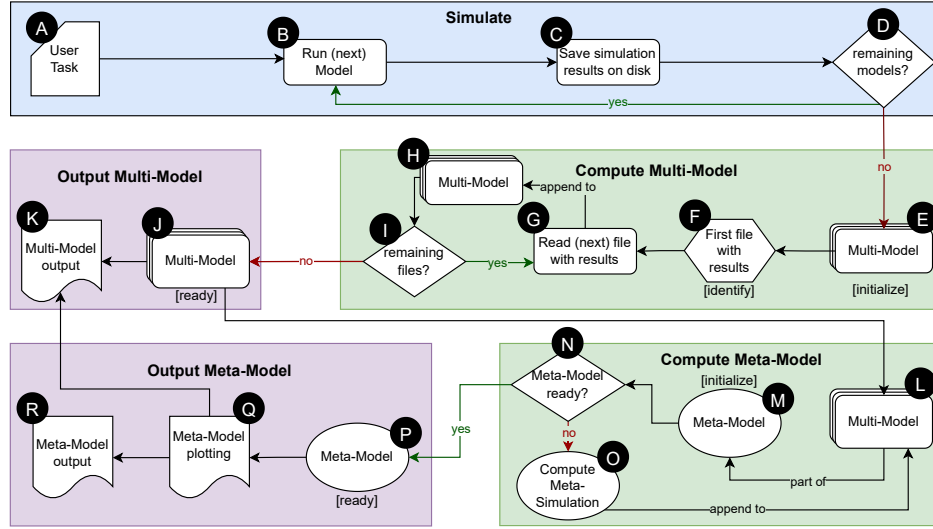 Simulate
A
User
Task
B
Run (next)
Model
C
Save simulation
results on disk
D
remaining
models?
yes
no
Compute Multi-Model
E
Multi-Model
[initialize]
F
First file
with
results
[identify]
G
Read (next) file
with results
append to
H
Multi-Model
I
remaining
files?
yes
no
Output Multi-Model
J
Multi-Model
[ready]
K
Multi-Model
output
Compute Meta-Model
L
Multi-Model
part of
[initialize]
M
Meta-Model
N
Meta-Model
ready?
no
O
Compute
Meta-
Simulation
append to
yes
Output Meta-Model
P
Meta-Model
[ready]
Q
Meta-Model
plotting
R
Meta-Model
output